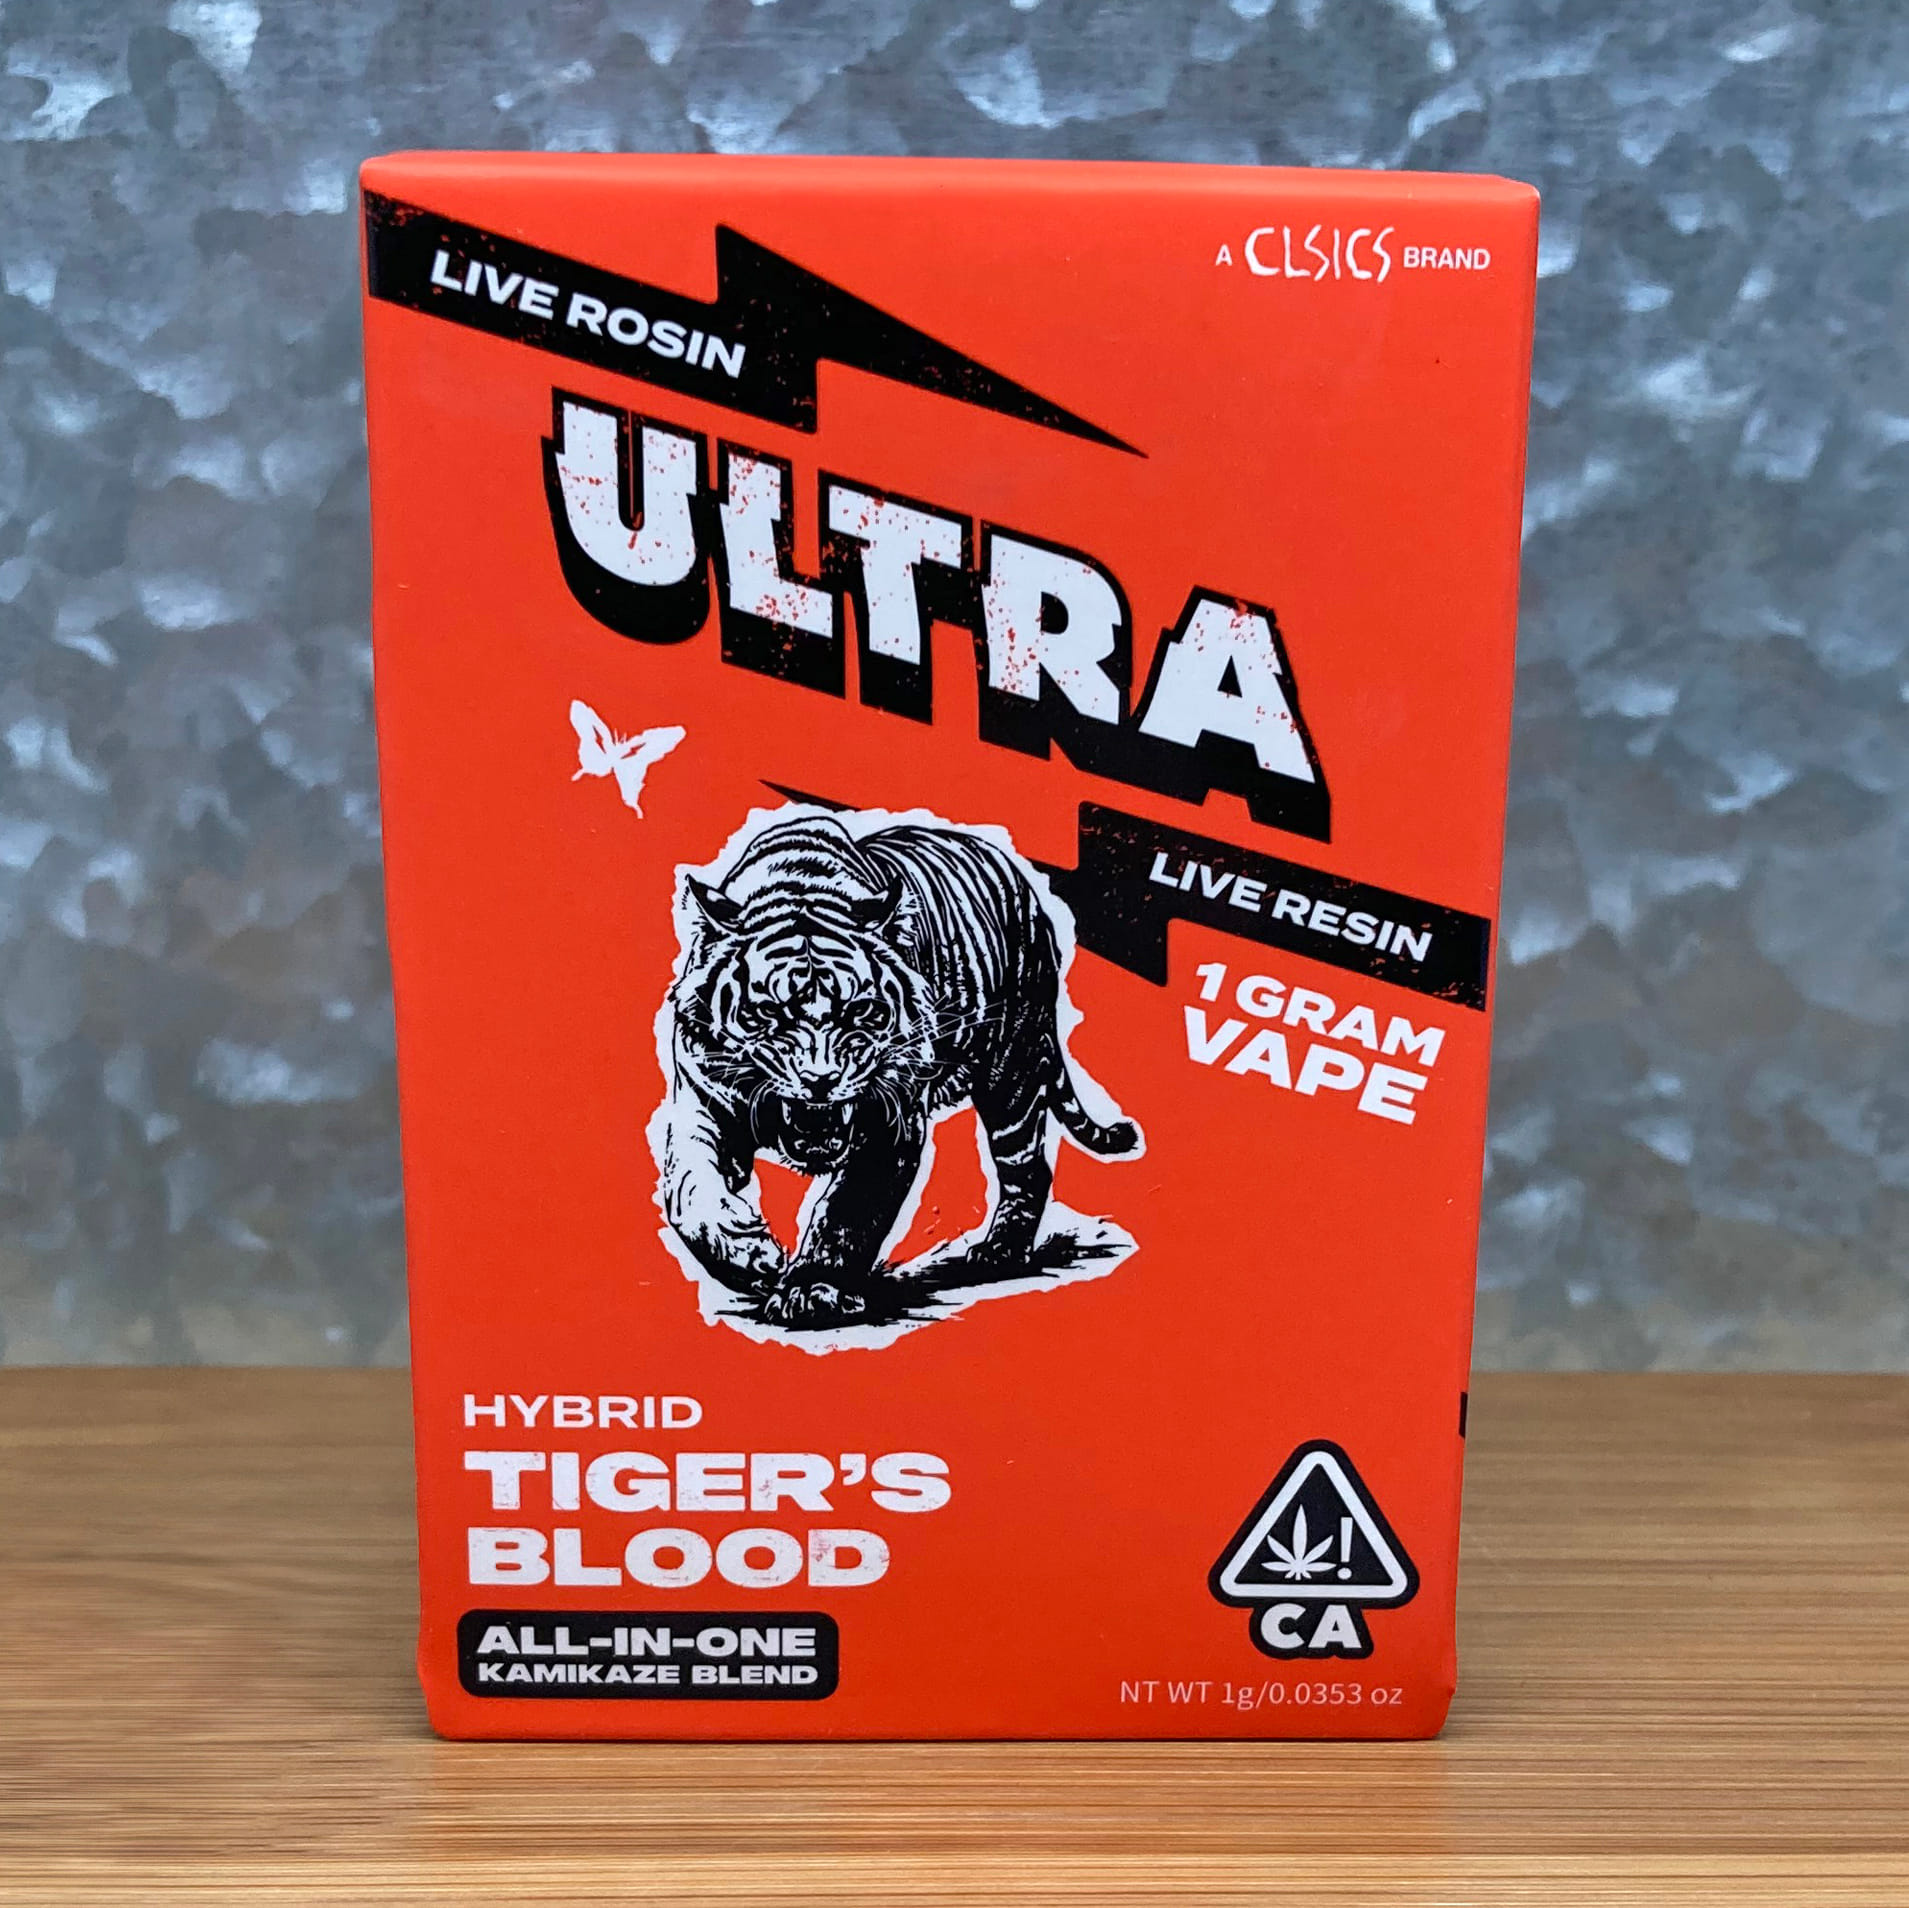 A CLSICS BRAND
LIVE ROSIN
ULTRA
LIVE RESIN
1 GRAM
VAPE
HYBRID
TIGER'S
BLOOD
ALL-IN-ONE
KAMIKAZE BLEND
!
CA
NT WT 1g/0.0353 oz